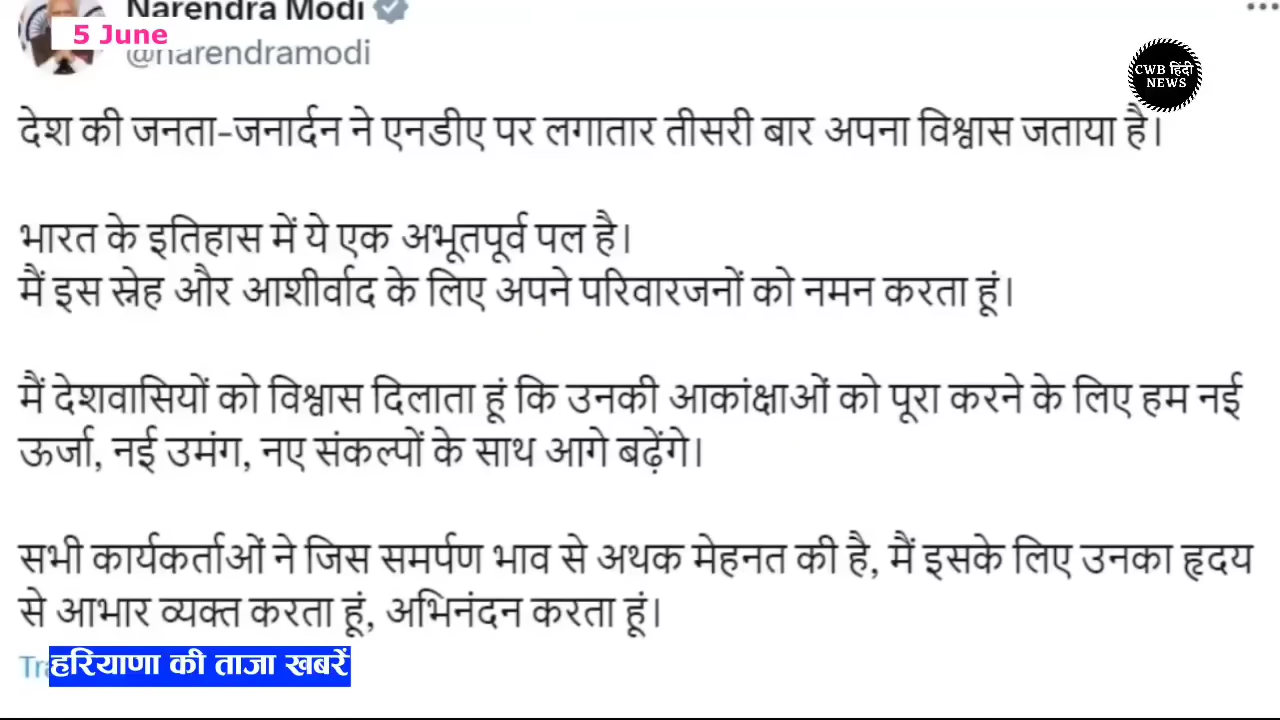 Narendra Modi
5 June
@narendramodi
CWB हिंदी
NEWS
देश की जनता-जनार्दन ने एनडीए पर लगातार तीसरी बार अपना विश्वास जताया है।
भारत के इतिहास में ये एक अभूतपूर्व पल है।
मैं इस स्नेह और आशीर्वाद के लिए अपने परिवारजनों को नमन करता हूं।
मैं देशवासियों को विश्वास दिलाता हूं कि उनकी आकांक्षाओं को पूरा करने के लिए हम नई
ऊर्जा, नई उमंग, नए संकल्पों के साथ आगे बढ़ेंगे।
सभी कार्यकर्ताओं ने जिस समर्पण भाव से अथक मेहनत की है, मैं इसके लिए उनका हृदय
से आभार व्यक्त करता हूं, अभिनंदन करता हूं।
हरियाणा की ताजा खबरें